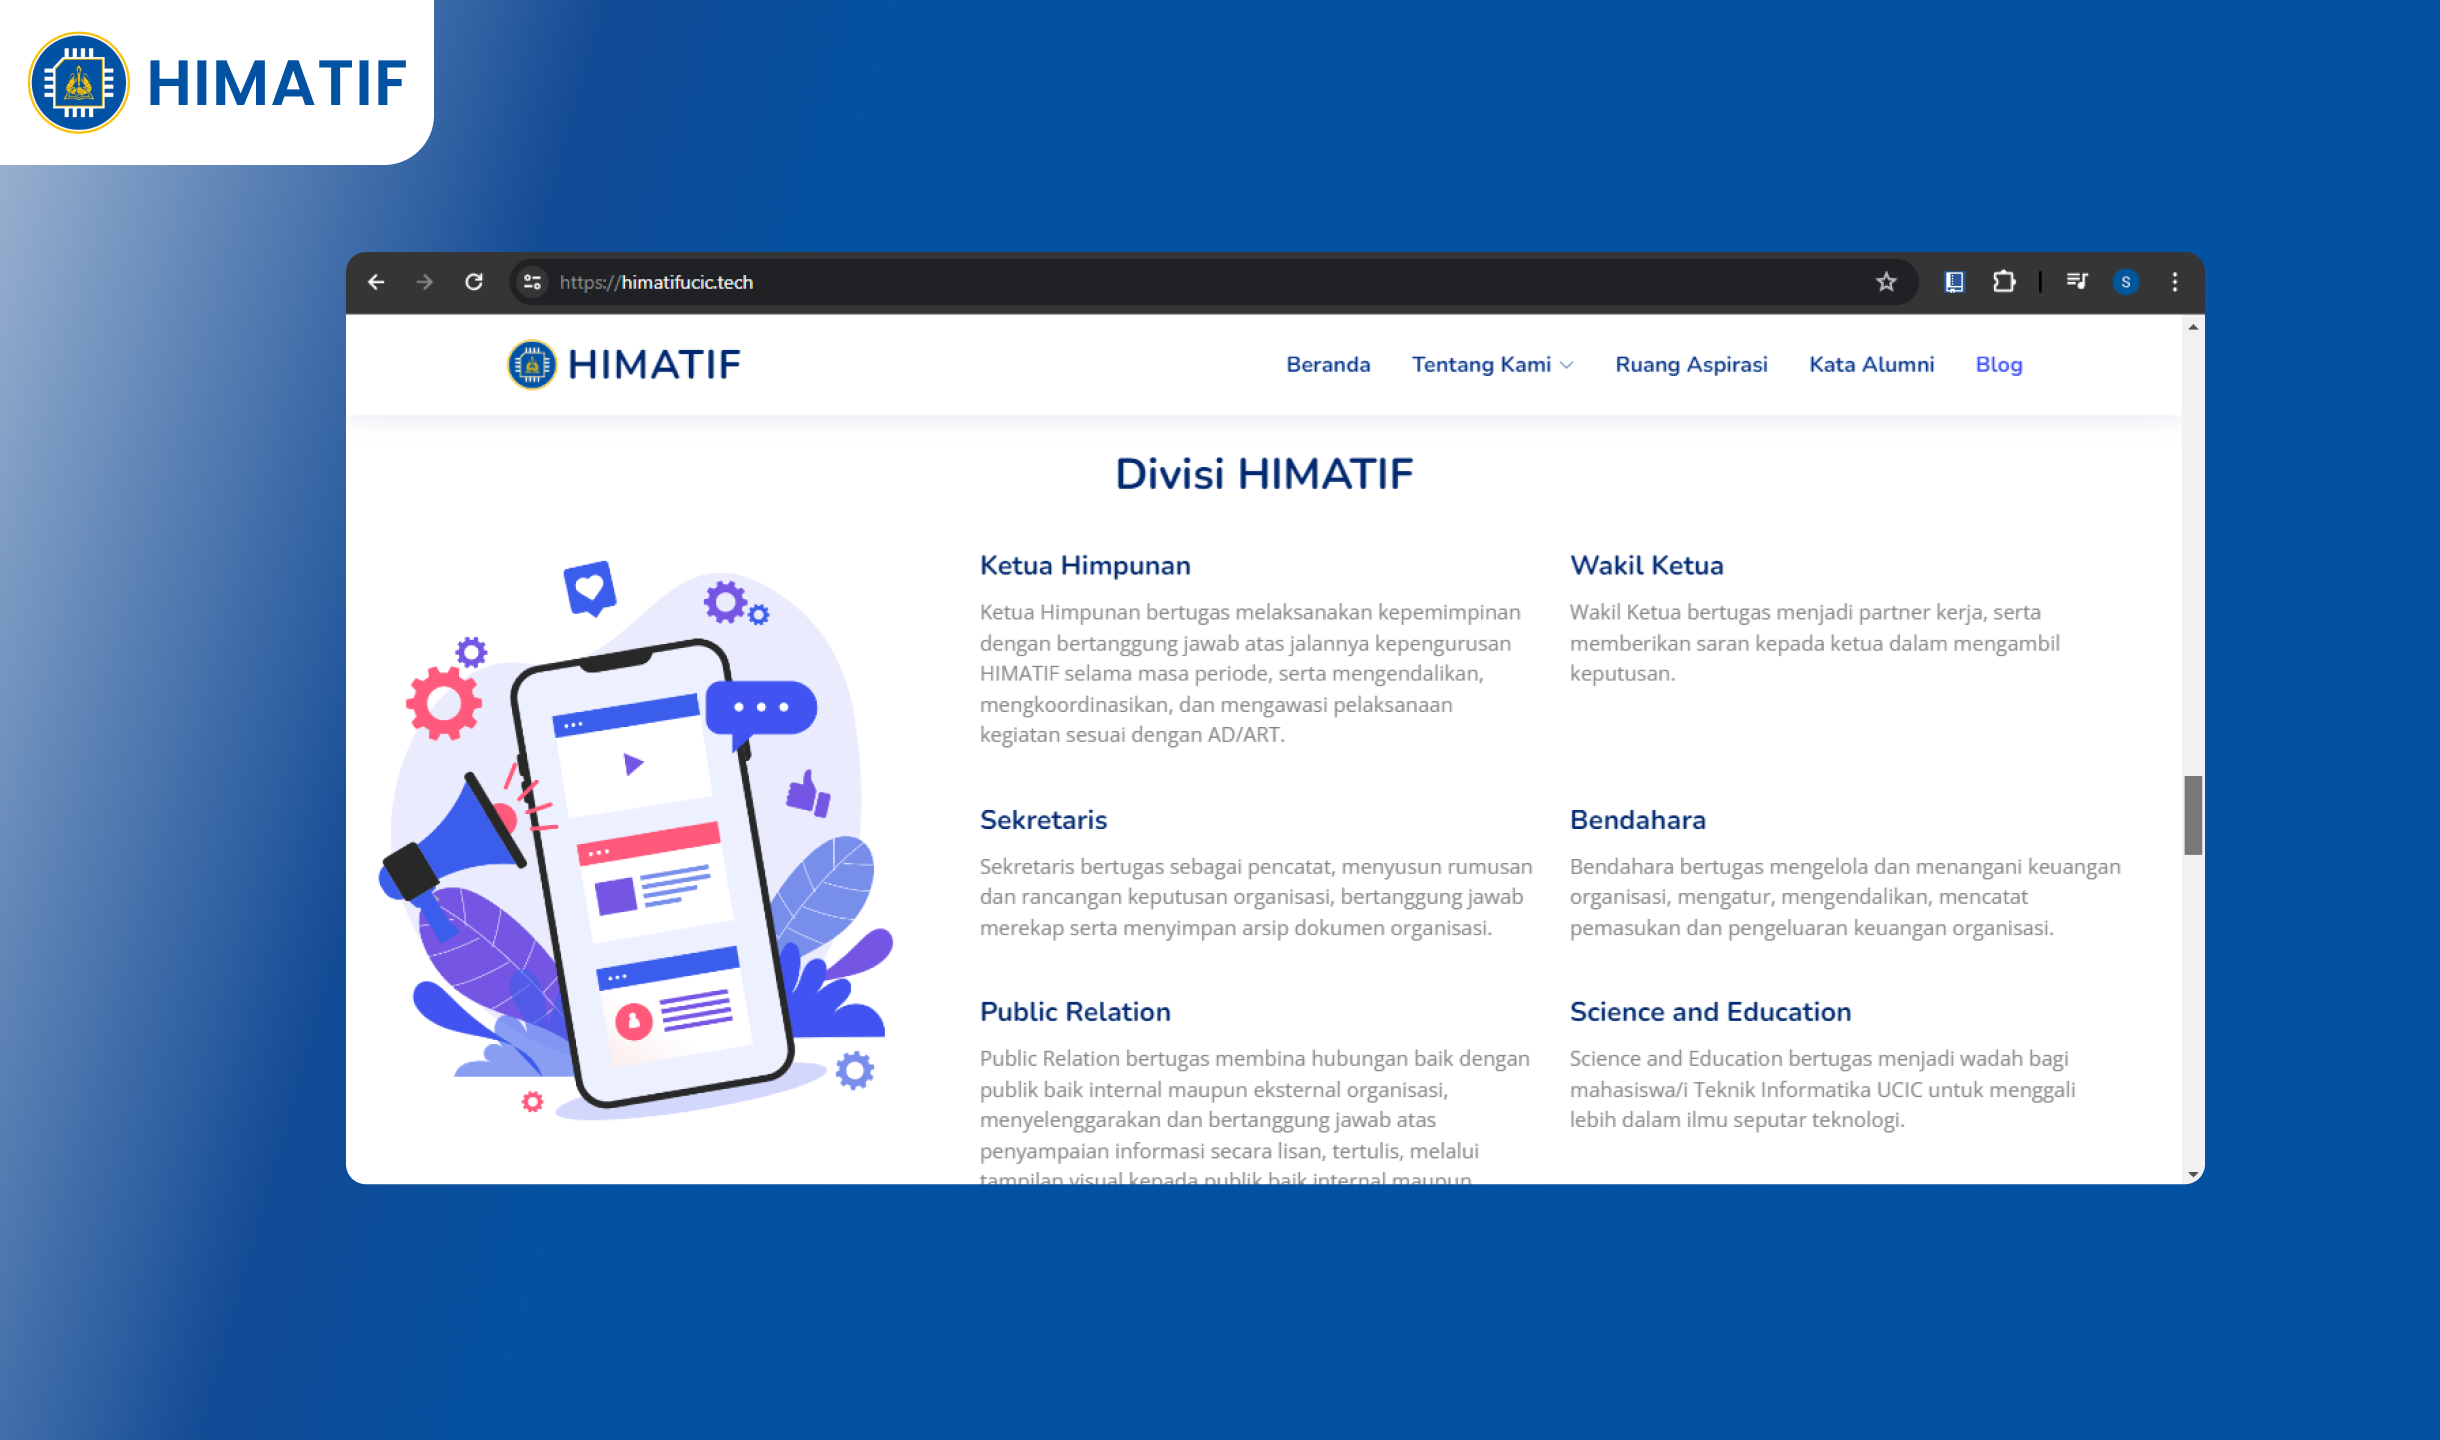 HIMATIF
https://himatifucic.tech
S
HIMATIF
Beranda
Tentang Kami
Ruang Aspirasi
Kata Alumni
Blog
Divisi HIMATIF
Ketua Himpunan
Ketua Himpunan bertugas melaksanakan kepemimpinan
dengan bertanggung jawab atas jalannya kepengurusan
HIMATIF selama masa periode, serta mengendalikan,
mengkoordinasikan, dan mengawasi pelaksanaan
kegiatan sesuai dengan AD/ART.
Wakil Ketua
Wakil Ketua bertugas menjadi partner kerja, serta
memberikan saran kepada ketua dalam mengambil
keputusan.
Sekretaris
Sekretaris bertugas sebagai pencatat, menyusun rumusan
dan rancangan keputusan organisasi, bertanggung jawab
merekap serta menyimpan arsip dokumen organisasi.
Bendahara
Bendahara bertugas mengelola dan menangani keuangan
organisasi, mengatur, mengendalikan, mencatat
pemasukan dan pengeluaran keuangan organisasi.
Public Relation
Public Relation bertugas membina hubungan baik dengan
publik baik internal maupun eksternal organisasi,
menyelenggarakan dan bertanggung jawab atas
penyampaian informasi secara lisan, tertulis, melalui
tampilan visual kepada publik baik internal maupun
Science and Education
Science and Education bertugas menjadi wadah bagi
mahasiswa/i Teknik Informatika UCIC untuk menggali
lebih dalam ilmu seputar teknologi.